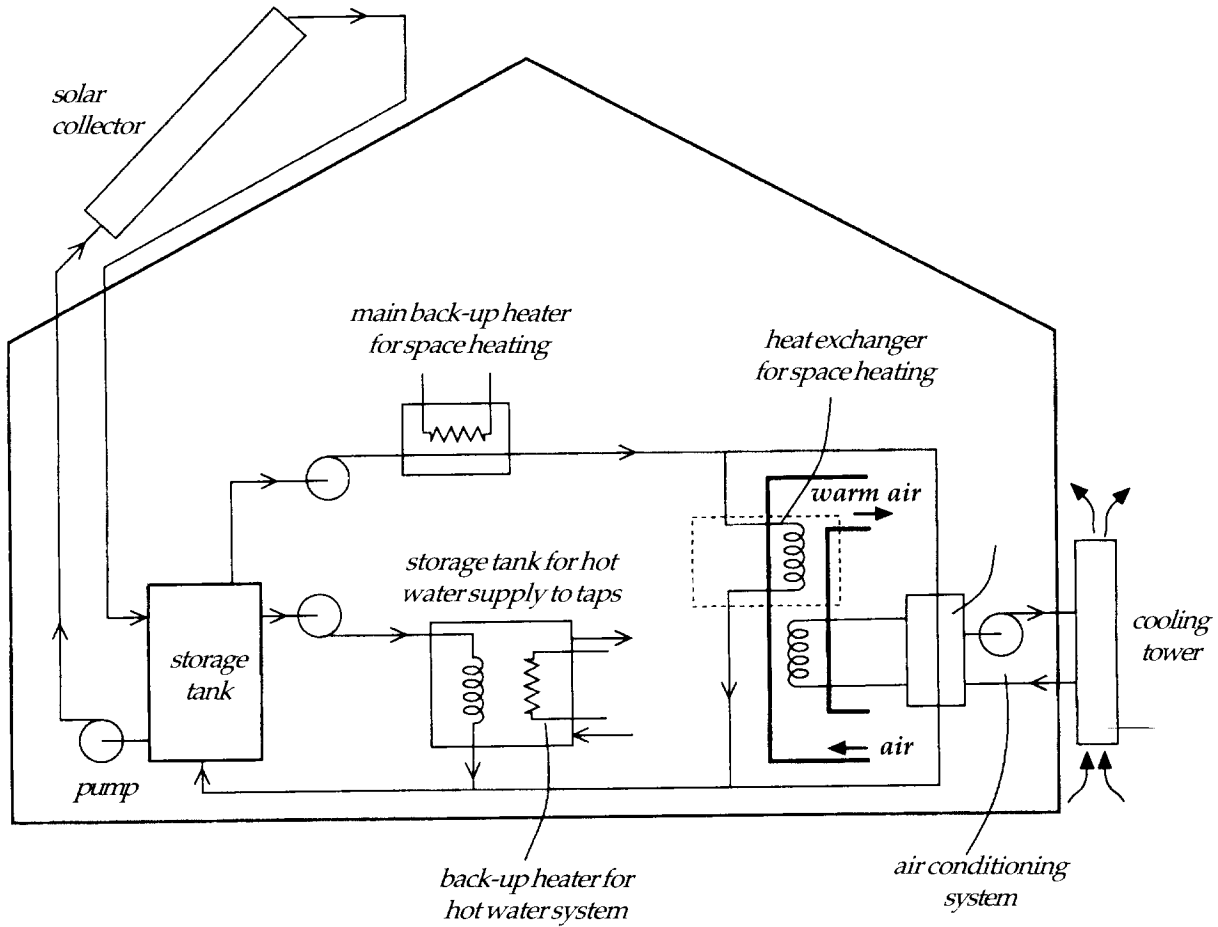 solar
collector
main back-up heater
for space heating
heat exchanger
for space heating
warm air
storage tank for hot
water supply to taps
storage
tank
cooling
tower
air
pump
air conditioning
system
back-up heater for
hot water system